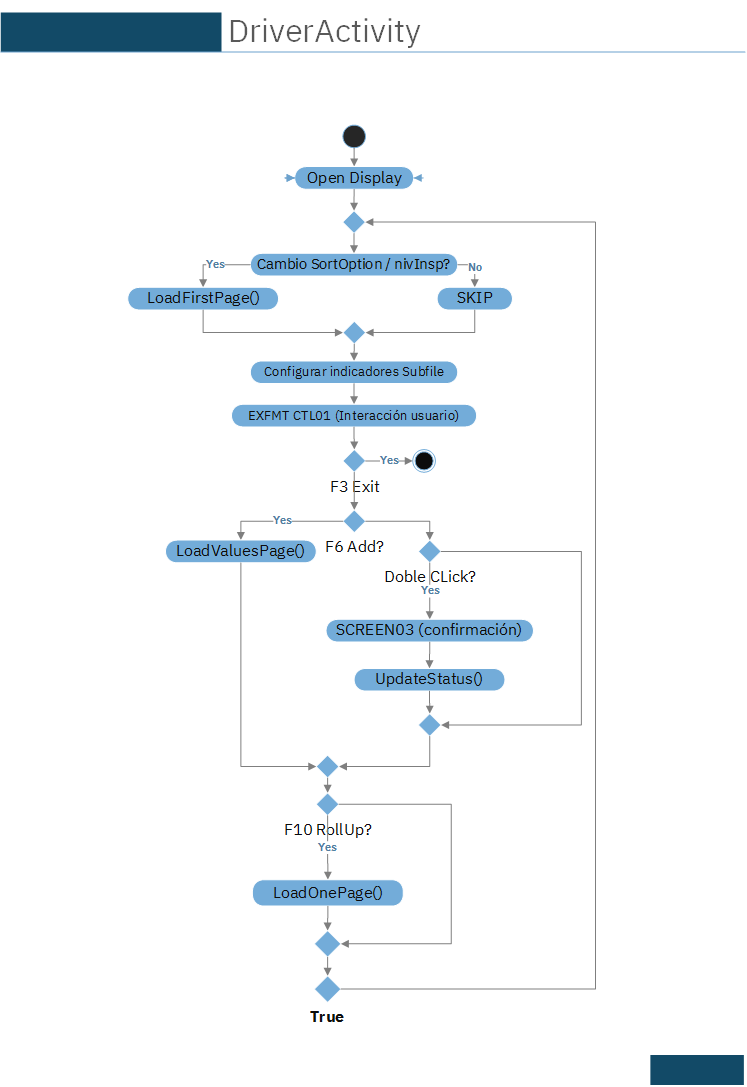 DriverActivity
Open Display
Cambio SortOption / nivInsp?
Yes
No
LoadFirstPage()
SKIP
Configurar indicadores Subfile
EXFMT CTL01 (Interacción usuario)
Yes
F3 Exit
Yes
F6 Add?
LoadValuesPage()
Doble CLick?
Yes
SCREEN03 (confirmación)
UpdateStatus()
F10 RollUp?
Yes
LoadOnePage()
True